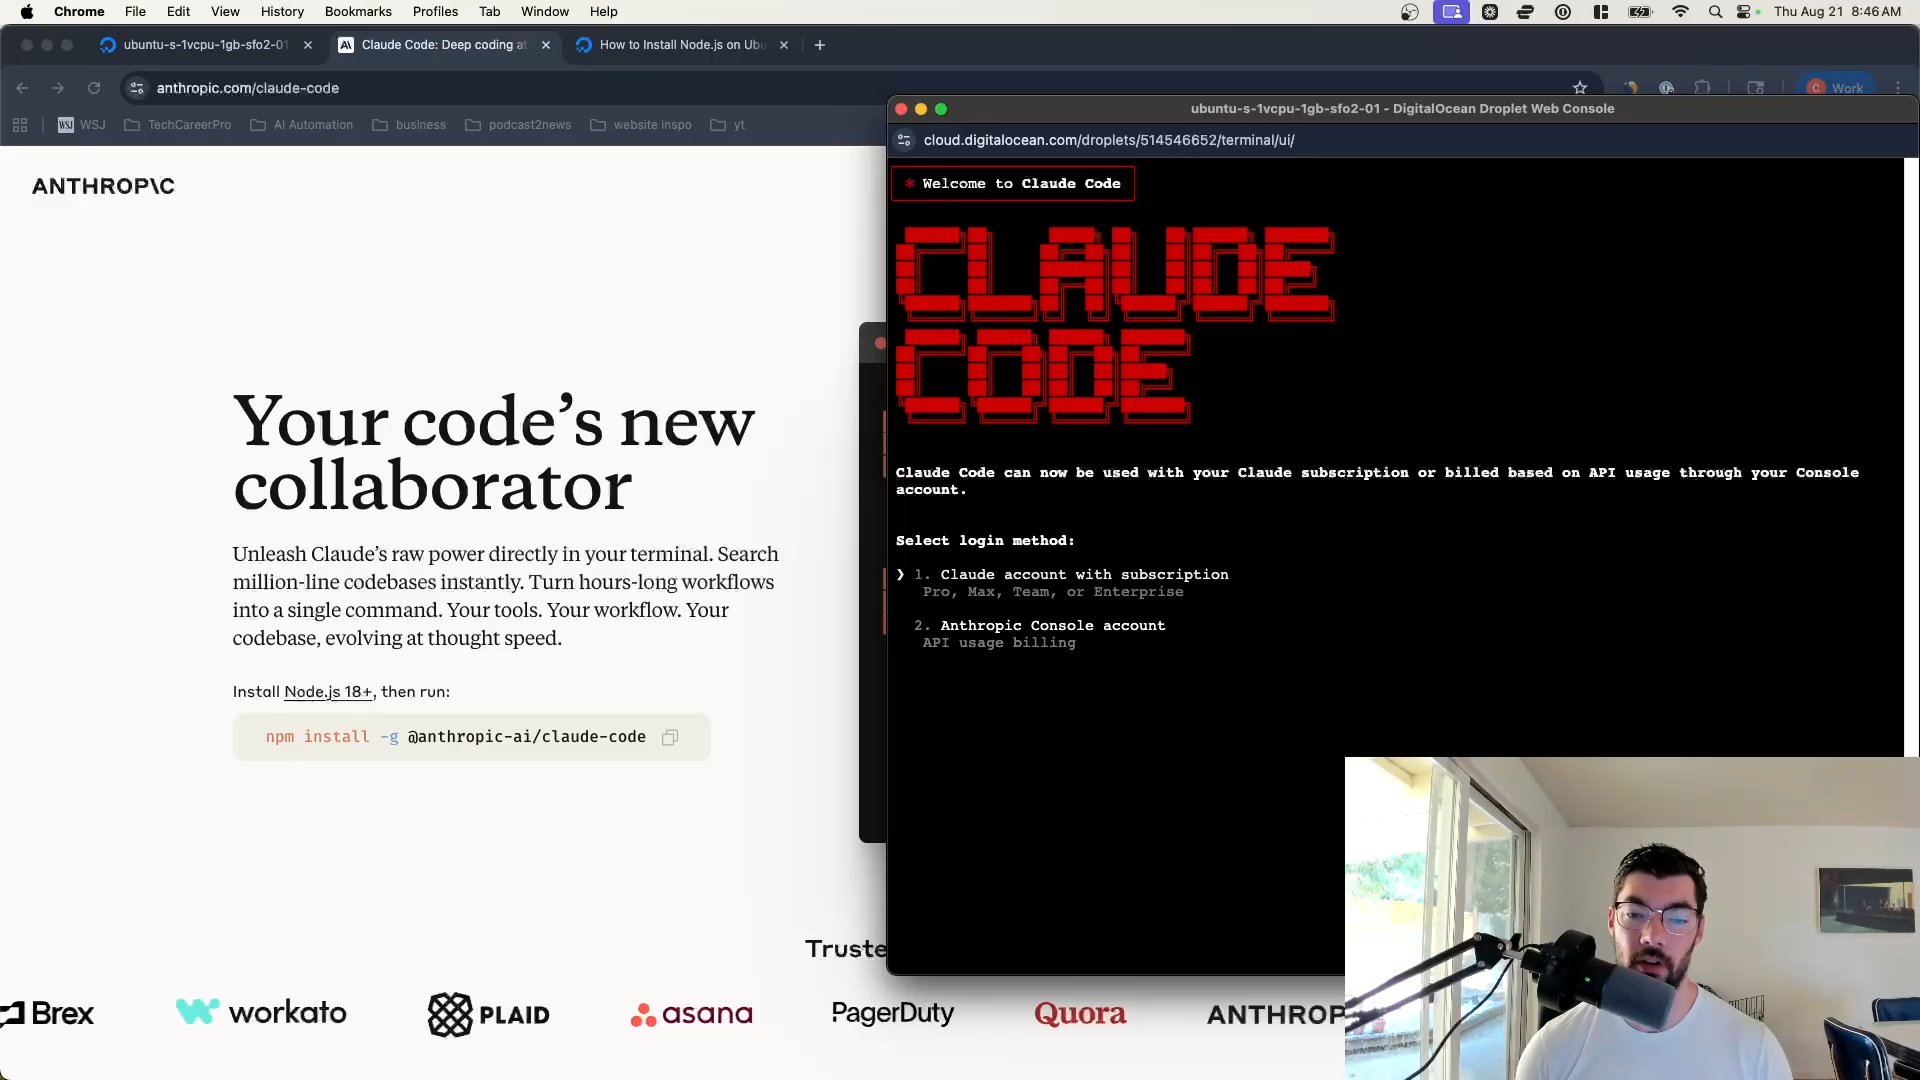 Chrome File Edit View History Bookmarks Profiles Tab Window Help
Thu Aug 21 8:46 AM
ubuntu-s-1vcpu-1gb-sfo2-01
Claude Code: Deep coding at
How to Install Node.js on Ubu
anthropic.com/claude-code
Work
WSJ
TechCareerPro
AI Automation
business
podcast2news
website inspo
yt
ANTHROP\C
Your code's new
collaborator
Unleash Claude's raw power directly in your terminal. Search
million-line codebases instantly. Turn hours-long workflows
into a single command. Your tools. Your workflow. Your
codebase, evolving at thought speed.
Install Node.js 18+, then run:
npm install -g @anthropic-ai/claude-code
Truste
Brex
workato
PLAID
asana
PagerDuty
Quora
ANTHROP
ubuntu-s-1vcpu-1gb-sfo2-01 - DigitalOcean Droplet Web Console
cloud.digitalocean.com/droplets/514546652/terminal/ui/
* Welcome to Claude Code
CLAUDE
CODE
Claude Code can now be used with your Claude subscription or billed based on API usage through your Console
account.
Select login method:
❯ 1. Claude account with subscription
Pro, Max, Team, or Enterprise
2. Anthropic Console account
API usage billing